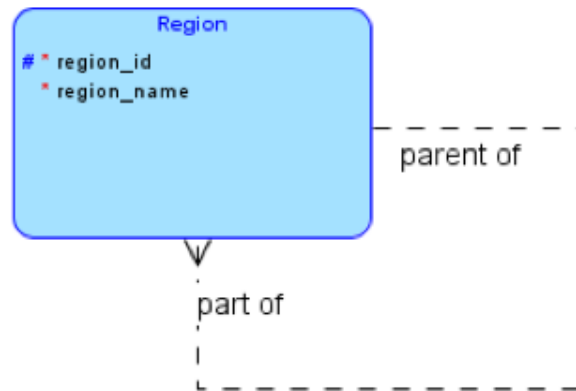 Region
# * region_id
* region_name
parent of
part of